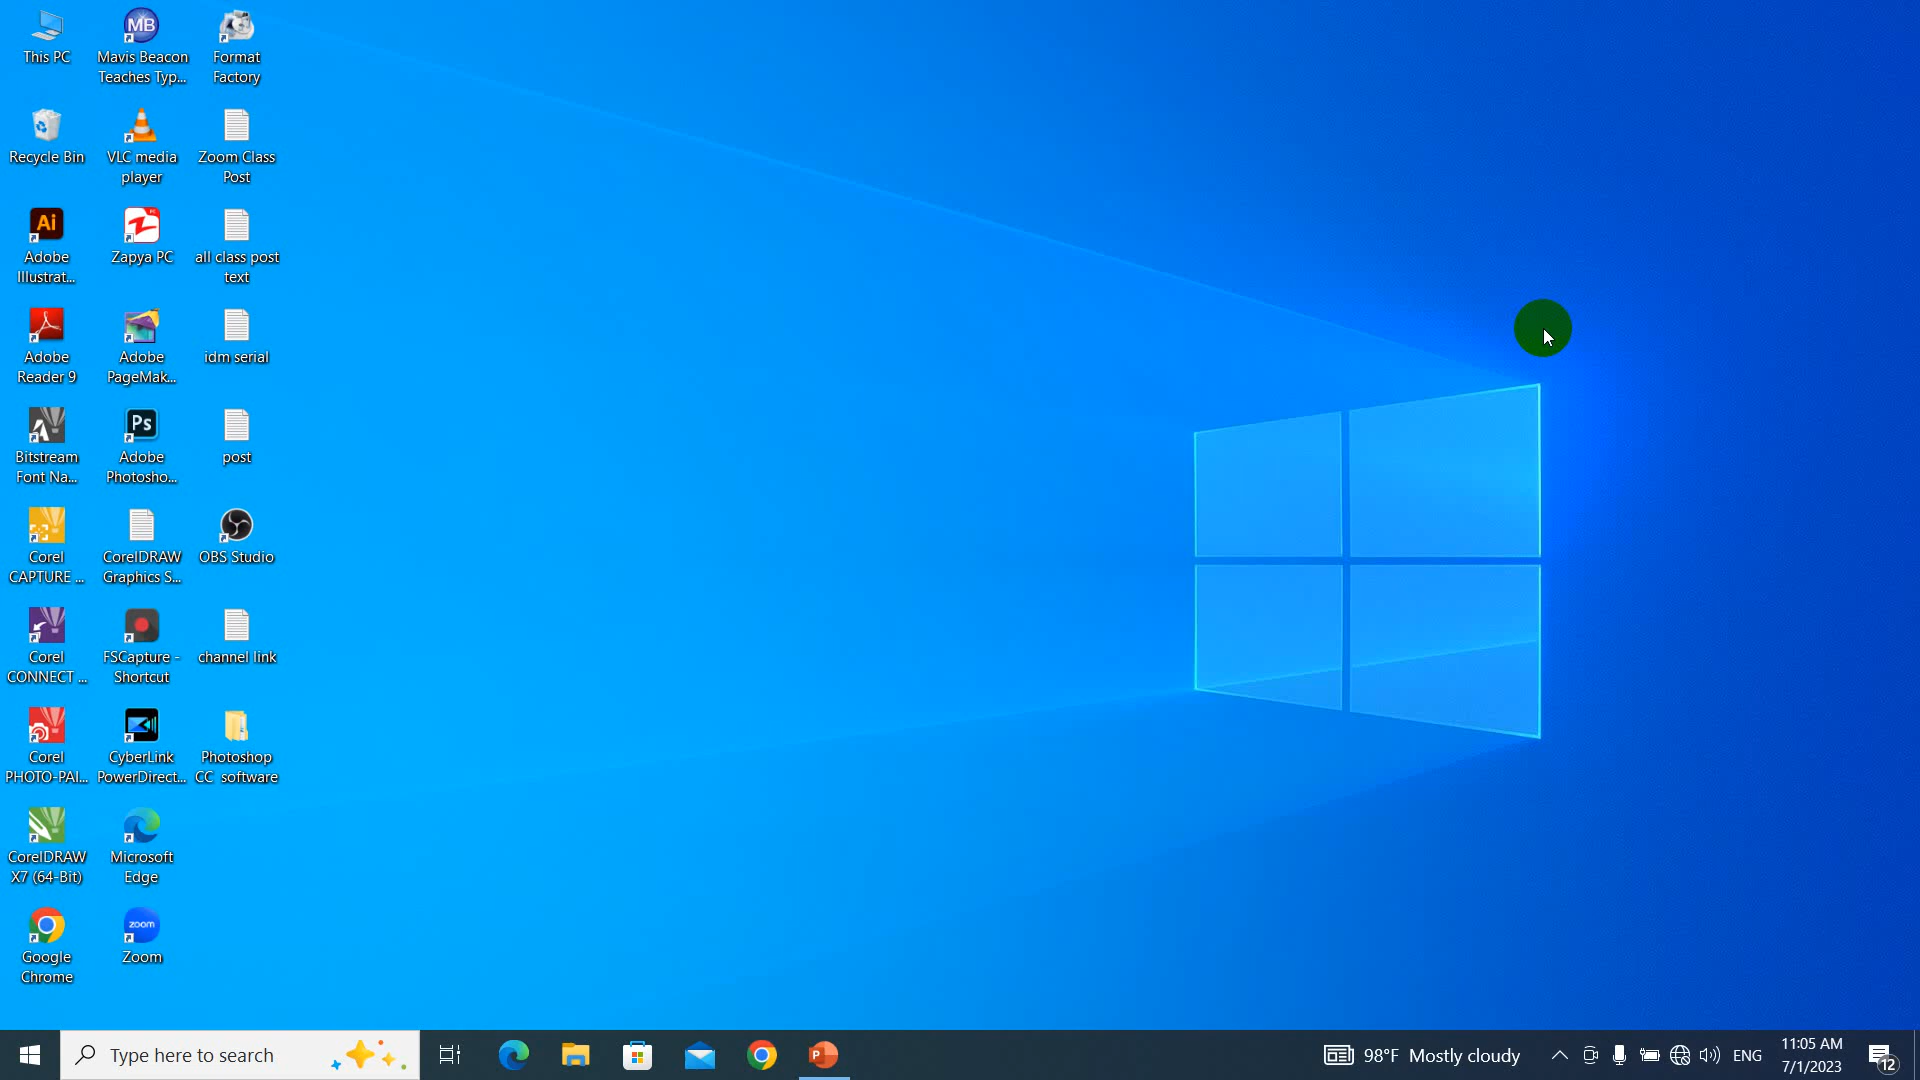 This PC
Recycle Bin
Ai
Adobe
Illustrat...
Adobe
Reader 9
Bitstream
Font Na...
Corel
CAPTURE ...
Corel
CONNECT ...
Corel
PHOTO-PAI...
CorelDRAW
X7 (64-Bit)
Google
Chrome
MB
Mavis Beacon
Teaches Typ...
VLC media
player
Zapya PC
Adobe
PageMak...
Ps
Adobe
Photosho...
CorelDRAW
Graphics S...
FSCapture -
Shortcut
CyberLink
PowerDirect...
Microsoft
Edge
zoom
Zoom
Format
Factory
Zoom Class
Post
all class post
text
idm serial
post
OBS Studio
channel link
Photoshop
CC software
Type here to search
P
98°F Mostly cloudy
ENG
11:05 AM
7/1/2023
12